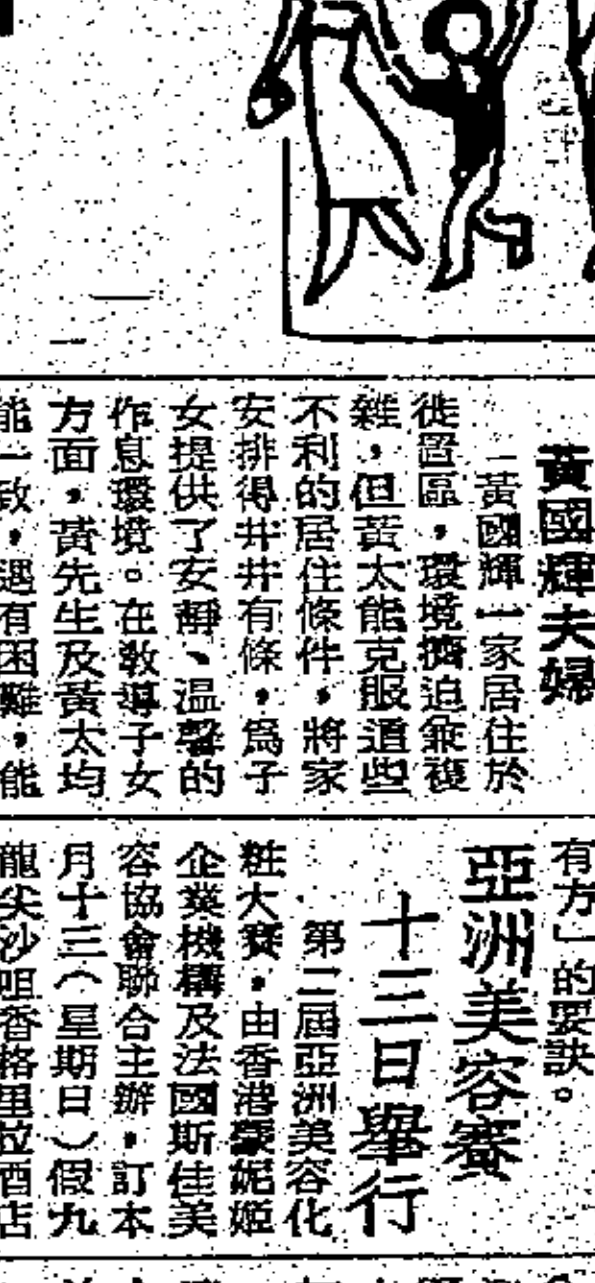 黃國輝夫婦
黃國輝一家居住於
徙置區，環境擠迫兼複
雜，但黃太能克服這些
不利的居住條件，將家
安排得井井有條，爲子
女提供了安靜、温馨的
作息環境。在敎導子女
方面，黃先生及黃太均
能一致，遇有困難，能
有方」的要訣。
亞洲美容賽
十三日舉行
第二屆亞洲美容化
粧大賽，由香港蒙妮姬
企業機構及法國斯佳美
容協會聯合主辦，訂本
月十三（星期日）假九
龍尖沙咀香格里拉酒店